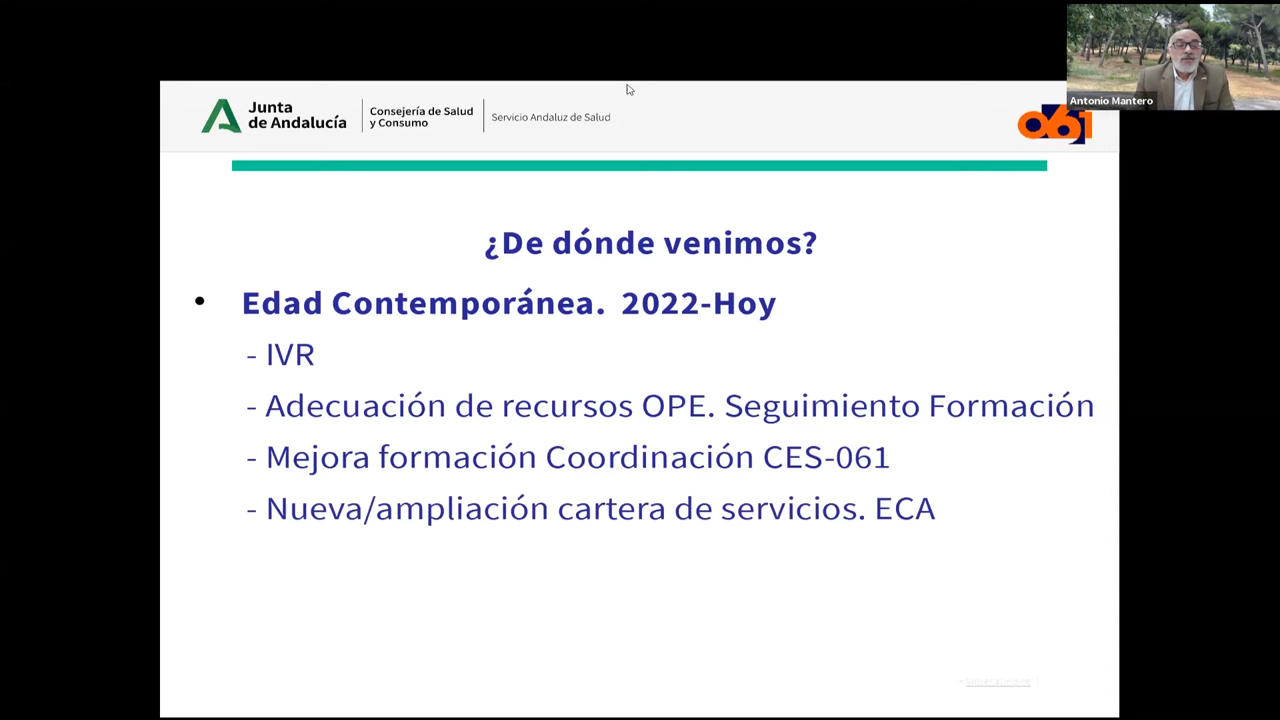 Antonio Mantero
Junta
de Andalucía
Consejería de Salud
y Consumo
Servicio Andaluz de Salud
061
¿De dónde venimos?
• Edad Contemporánea. 2022-Hoy
- IVR
- Adecuación de recursos OPE. Seguimiento Formación
- Mejora formación Coordinación CES-061
- Nueva/ampliación cartera de servicios. ECA